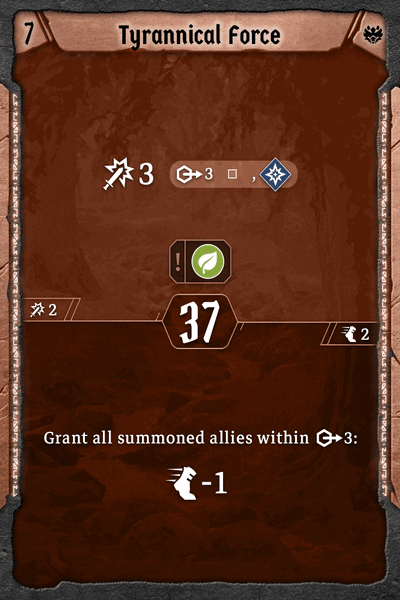 7 Tyrannical Force
3 3 ,
!
2 37 2
Grant all summoned allies within 3:
-1